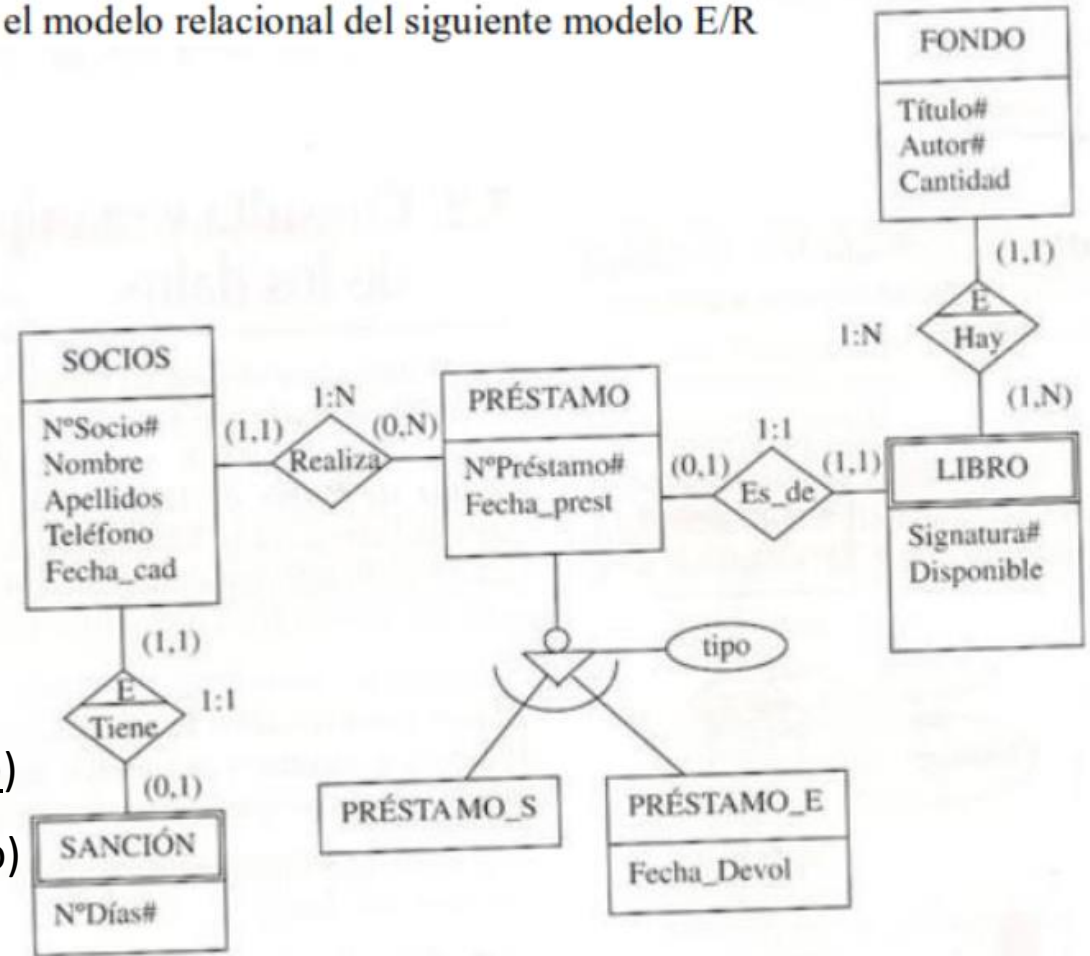 el modelo relacional del siguiente modelo E/R
FONDO
Título#
Autor#
Cantidad
(1,1)
E
Hay
1:N
(1,N)
SOCIOS
NºSocio#
Nombre
Apellidos
Teléfono
Fecha_cad
(1,1)
1:N
Realiza
(0,N)
PRÉSTAMO
NºPréstamo#
Fecha_prest
(0,1)
1:1
Es_de
(1,1)
LIBRO
Signatura#
Disponible
tipo
(1,1)
E
Tiene
1:1
(0,1)
SANCIÓN
NºDías#
PRÉSTAMO_S
PRÉSTAMO_E
Fecha_Devol
)
)